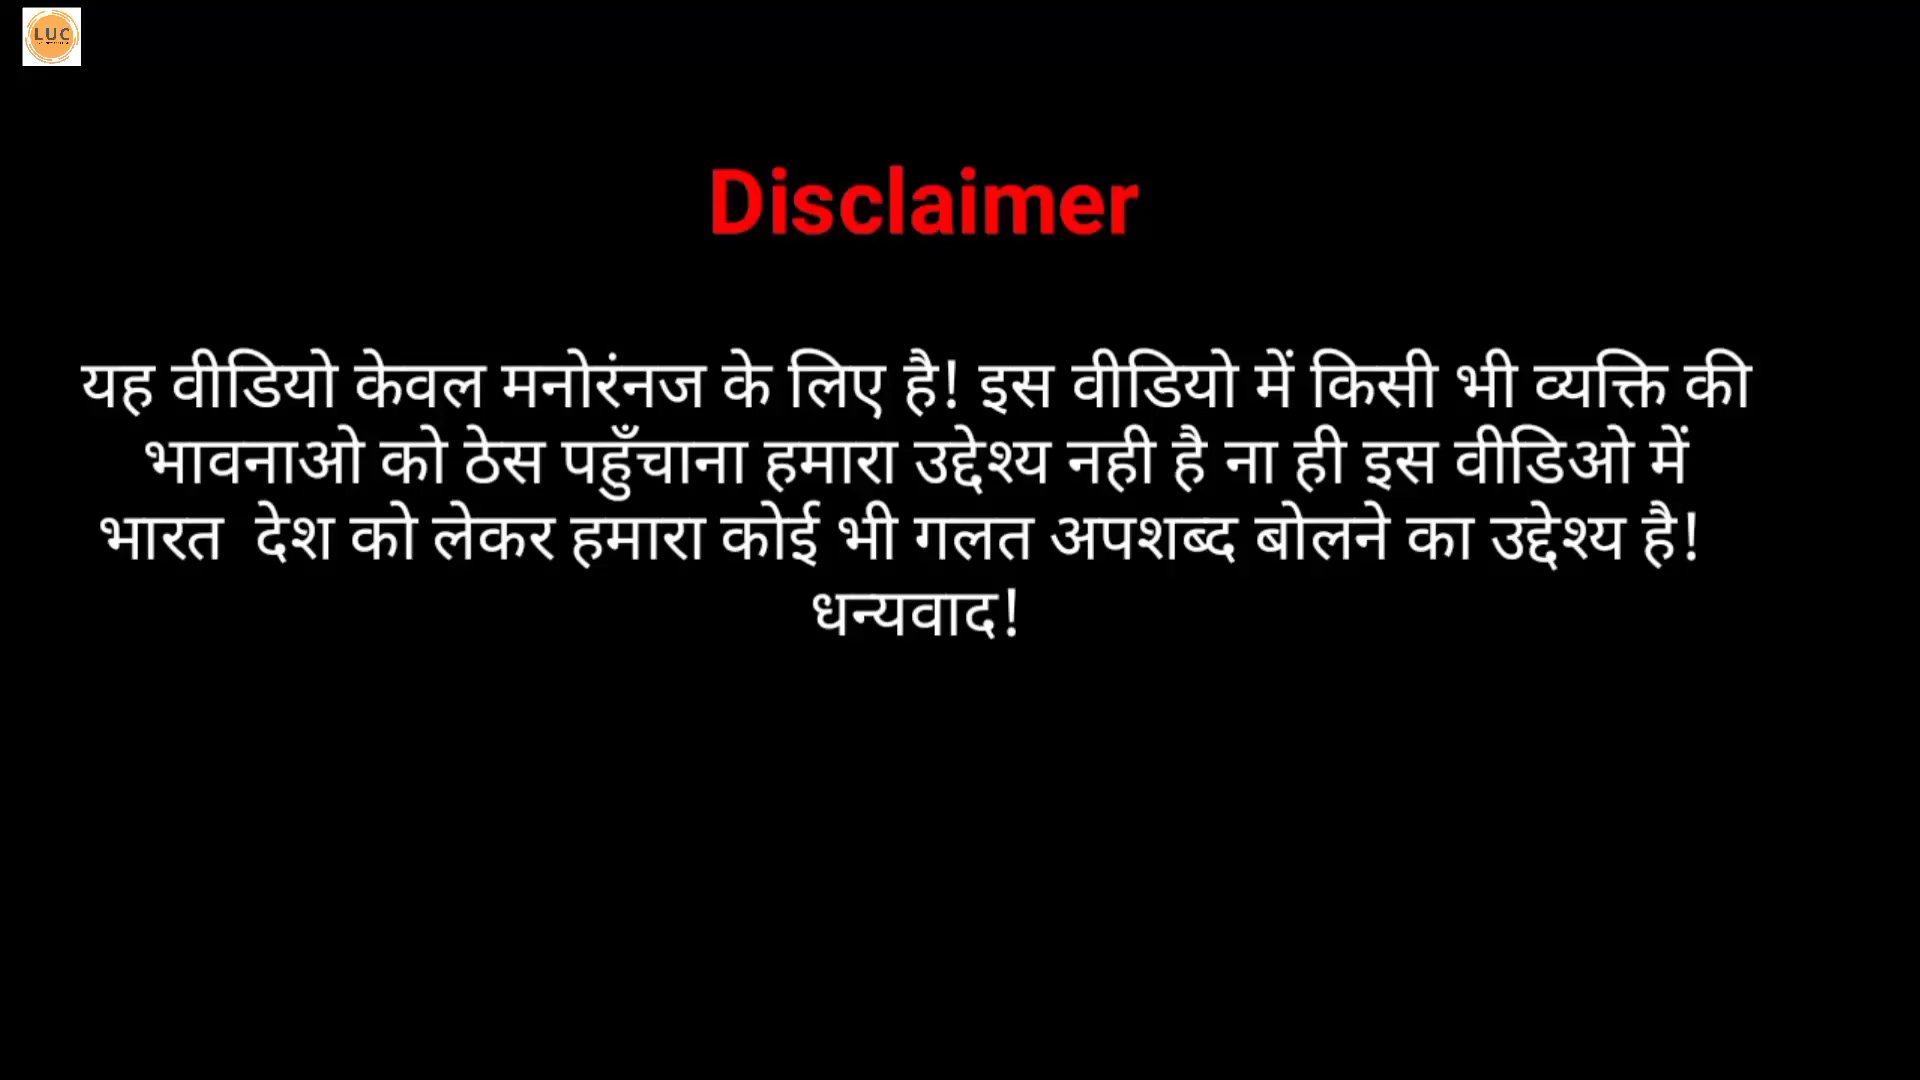 LUC
Disclaimer
यह वीडियो केवल मनोरंनज के लिए है! इस वीडियो में किसी भी व्यक्ति की
भावनाओ को ठेस पहुँचाना हमारा उद्देश्य नही है ना ही इस वीडिओ में
भारत देश को लेकर हमारा कोई भी गलत अपशब्द बोलने का उद्देश्य है!
धन्यवाद!